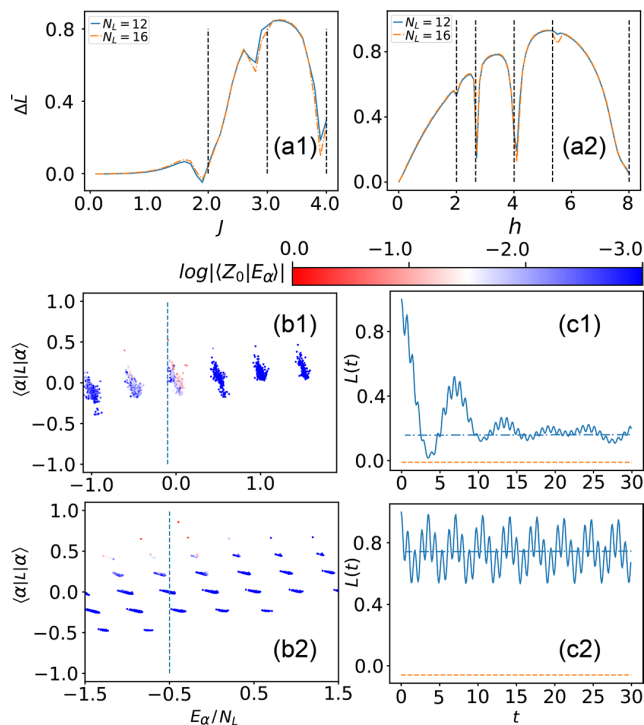 N_L = 12
N_L = 16
0.8
0.4
0.0
ΔL̄
(a1)
0.0 1.0 2.0 3.0 4.0
J
N_L = 12
N_L = 16
0.8
0.4
0.0
(a2)
0 2 4 6 8
h
log|⟨Z₀|E_α⟩|
0.0 −1.0 −2.0 −3.0
1.0
0.5
0.0
−0.5
−1.0
⟨α|L|α⟩
(b1)
-1.0 0.0 1.0
0.8
0.4
0.0
L(t)
(c1)
0 5 10 15 20 25 30
1.0
0.5
0.0
−0.5
−1.0
⟨α|L|α⟩
(b2)
−1.5 −0.5 0.5 1.5
E_α/N_L
0.8
0.4
0.0
L(t)
(c2)
0 5 10 15 20 25 30
t